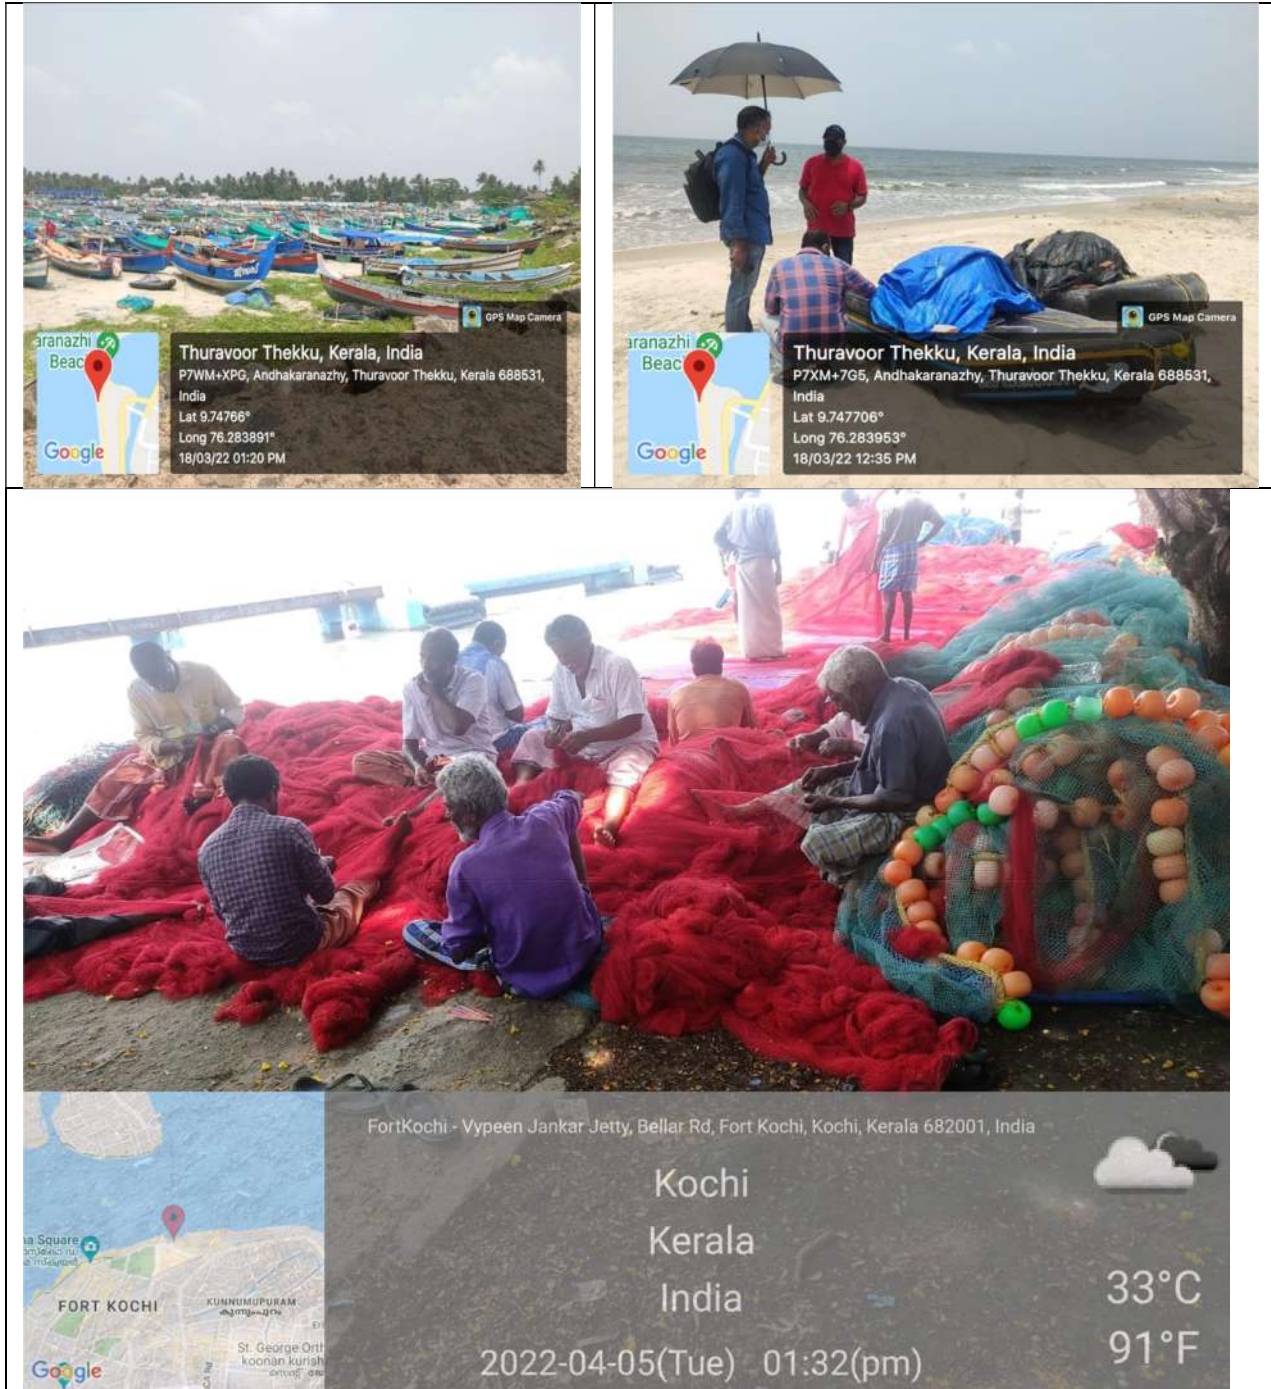 GPS Map Camera
aranazhi
Beac
Google
Thuravoor Thekku, Kerala, India
P7WM+XPG, Andhakaranazhy, Thuravoor Thekku, Kerala 688531,
India
Lat 9.74766°
Long 76.283891°
18/03/22 01:20 PM
GPS Map Camera
aranazhi
Beac
Google
Thuravoor Thekku, Kerala, India
P7XM+7G5, Andhakaranazhy, Thuravoor Thekku, Kerala 688531,
India
Lat 9.747706°
Long 76.283953°
18/03/22 12:35 PM
FortKochi - Vypeen Jankar Jetty, Bellar Rd, Fort Kochi, Kochi, Kerala 682001, India
Kochi
Kerala
India
2022-04-05(Tue) 01:32(pm)
33°C
91°F
a Square
FORT KOCHI
KUNNUMUPURAM
കുന്നുംപുറം
St. George Orth
koonan kurish
Google